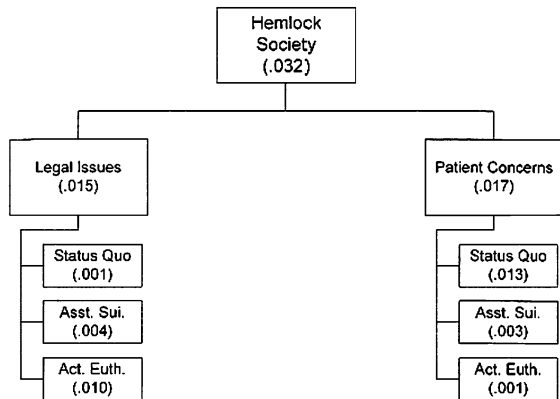 Hemlock
Society
(.032)
Legal Issues
(.015)
Status Quo
(.001)
Asst. Sui.
(.004)
Act. Euth.
(.010)
Patient Concerns
(.017)
Status Quo
(.013)
Asst. Sui.
(.003)
Act. Euth.
(.001)